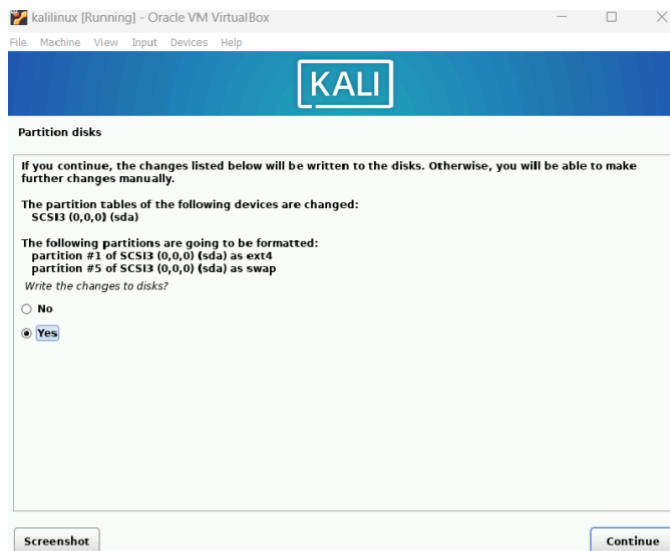 kalilinux [Running] - Oracle VM VirtualBox
File Machine View Input Devices Help
KALI
Partition disks
If you continue, the changes listed below will be written to the disks. Otherwise, you will be able to make
further changes manually.
The partition tables of the following devices are changed:
SCSI3 (0,0,0) (sda)
The following partitions are going to be formatted:
partition #1 of SCSI3 (0,0,0) (sda) as ext4
partition #5 of SCSI3 (0,0,0) (sda) as swap
Write the changes to disks?
No
Yes
Screenshot Continue